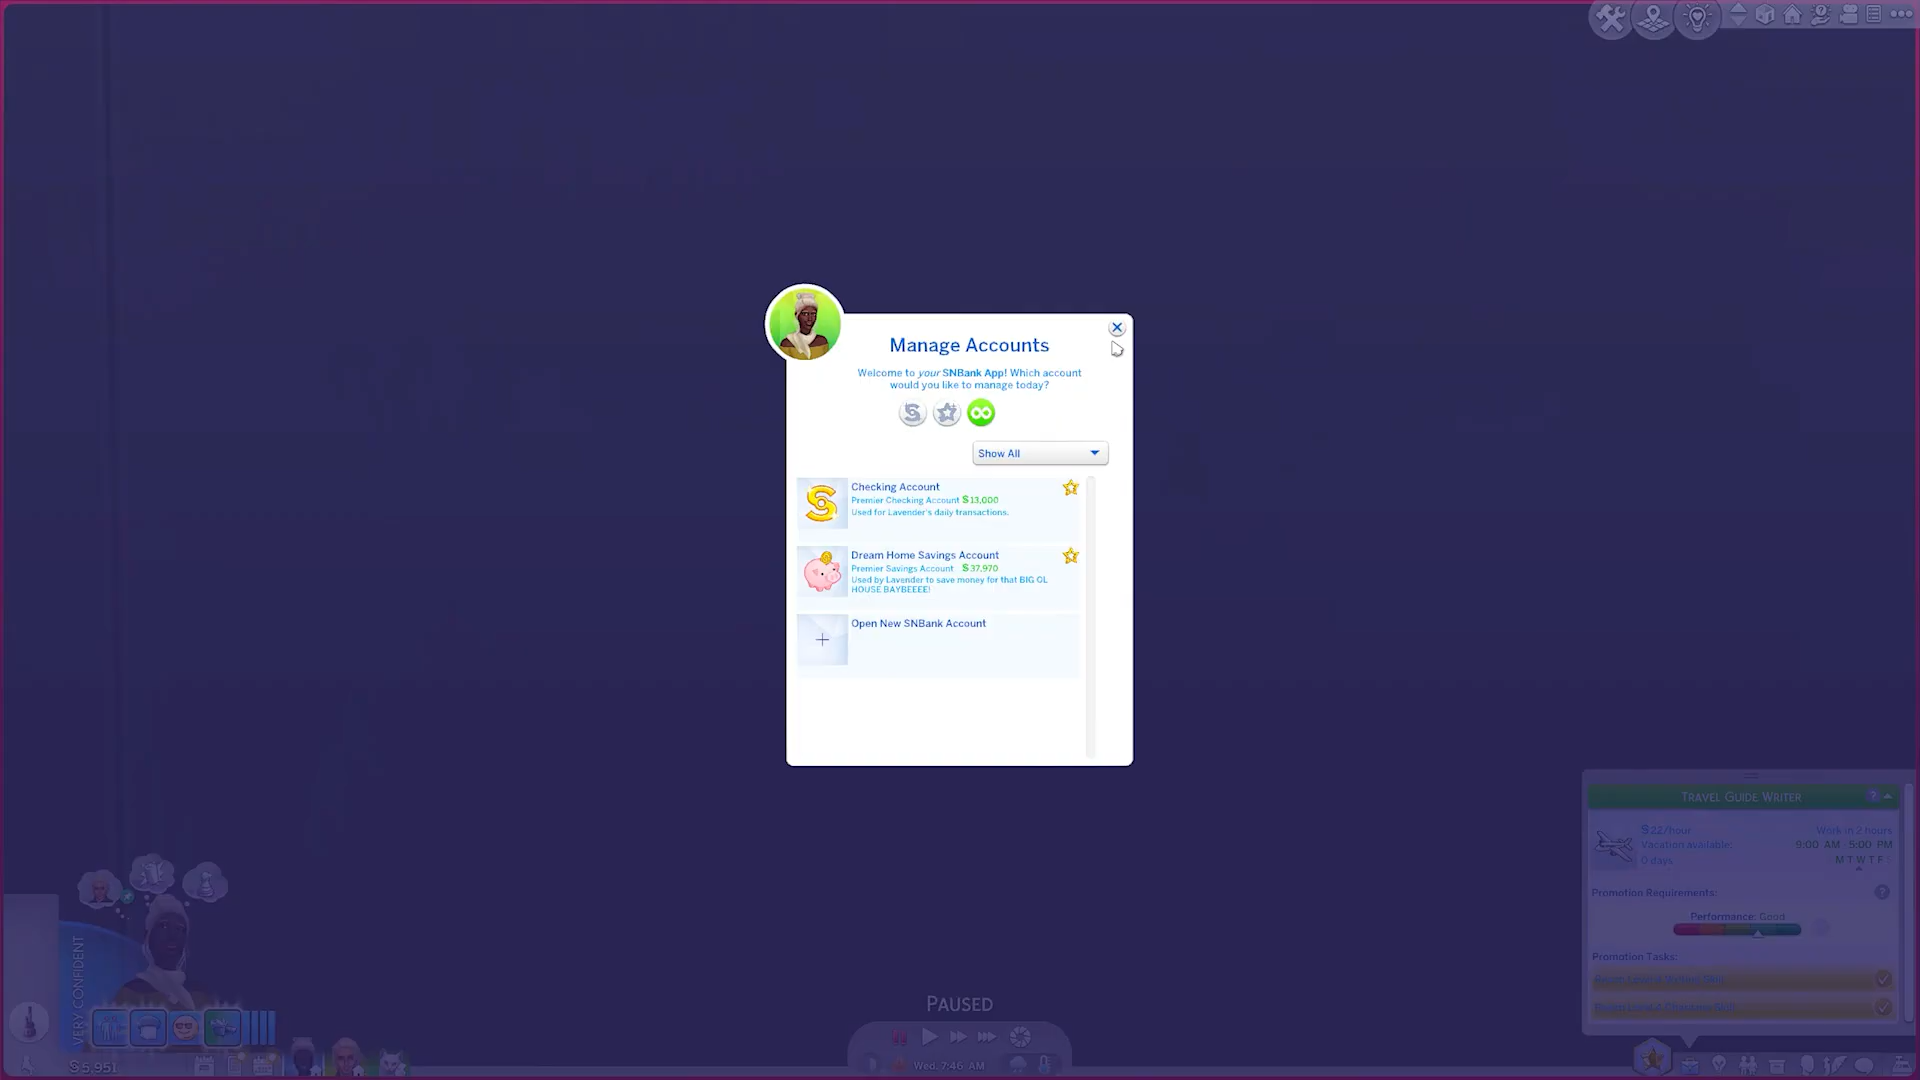 Manage Accounts
Welcome to your SNBank App! Which account
would you like to manage today?
Show All
Checking Account
Premier Checking Account §13,000
Used for Lavender's daily transactions.
Dream Home Savings Account
Premier Savings Account §37,970
Used by Lavender to save money for that BIG OL
HOUSE BAYBEEEE!
Open New SNBank Account
TRAVEL GUIDE WRITER
§22/hour
Work in 2 hours
Vacation available:
9:00 AM - 5:00 PM
0 days
M T W T F
Promotion Requirements:
Performance: Good
Promotion Tasks:
VERY CONFIDENT
PAUSED
§5,951
Wed. 7:46 AM